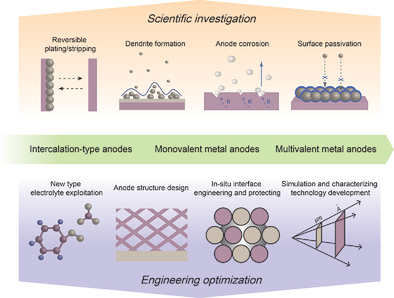 Scientific investigation
Reversible
plating/stripping
Dendrite formation
Anode corrosion
Surface passivation
Intercalation-type anodes
Monovalent metal anodes
Multivalent metal anodes
New type
electrolyte exploitation
Anode structure design
In-situ interface
engineering and protecting
Simulation and characterizing
technology development
Engineering optimization